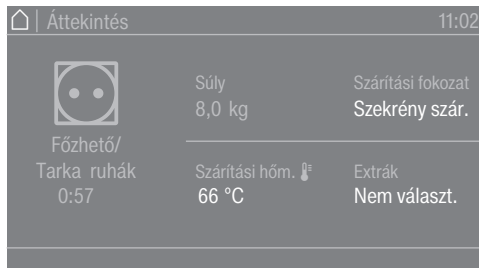 Áttekintés 11:02
Súly Szárítási fokozat
8,0 kg Szekrény szár.
Főzhető/
Tarka ruhák
0:57
Szárítási hőm. Extrák
66 °C Nem választ.